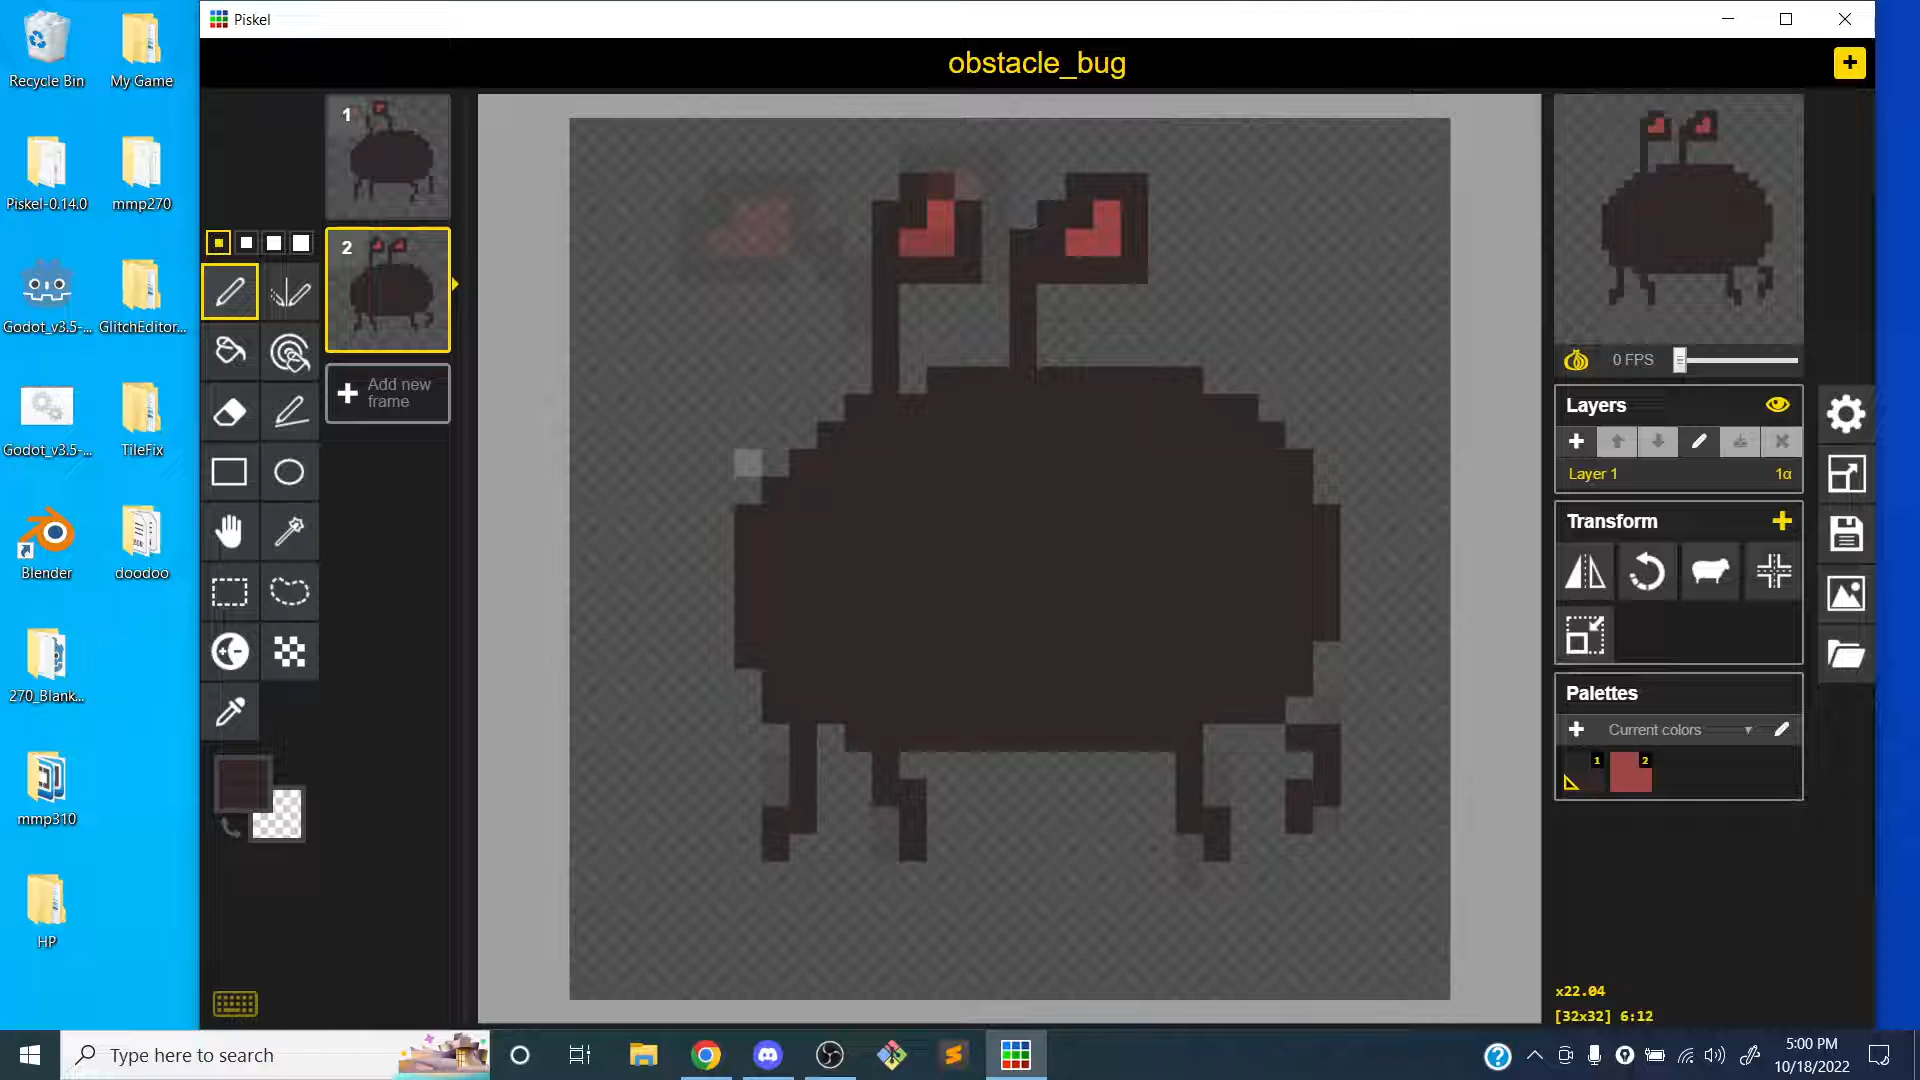 Piskel
obstacle_bug
Recycle Bin
My Game
Piskel-0.14.0
mmp270
Godot_v3.5-...
GlitchEditor...
Godot_v3.5-...
TileFix
Blender
doodoo
270_Blank...
mmp310
HP
1
2
Add new
frame
0 FPS
Layers
Layer 1
1α
Transform
Palettes
Current colors
1
2
x22.04
[32x32] 6:12
Type here to search
5:00 PM
10/18/2022